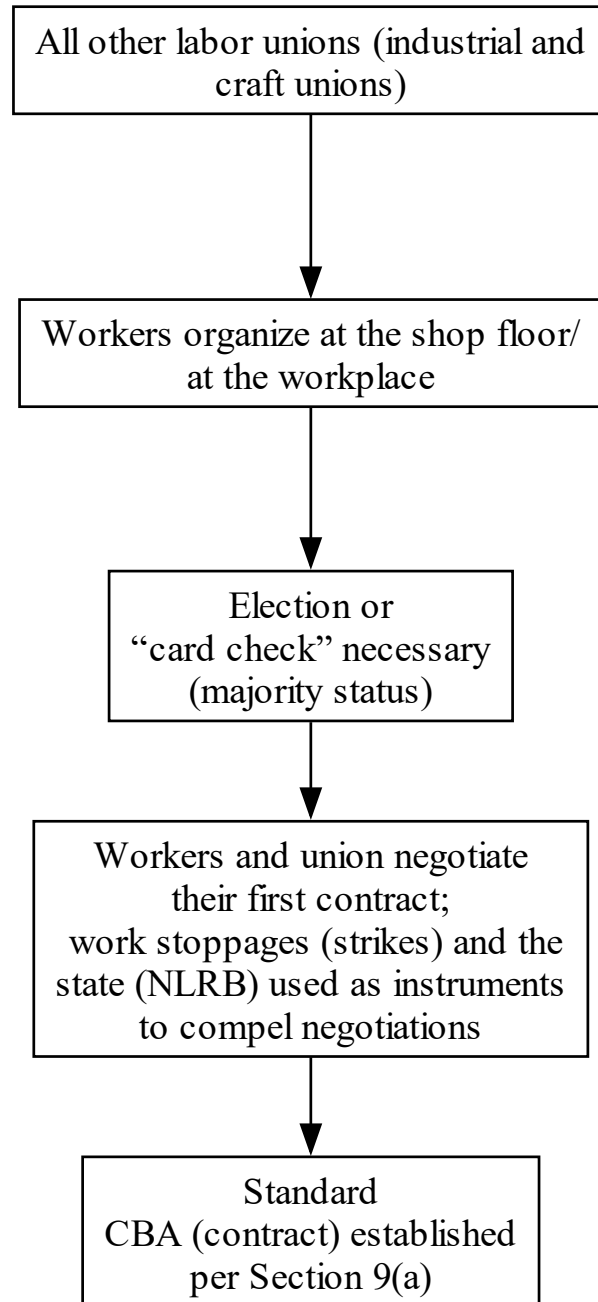 All other labor unions (industrial and
craft unions)
Workers organize at the shop floor/
at the workplace
Election or
“card check” necessary
(majority status)
Workers and union negotiate
their first contract;
work stoppages (strikes) and the
state (NLRB) used as instruments
to compel negotiations
Standard
CBA (contract) established
per Section 9(a)